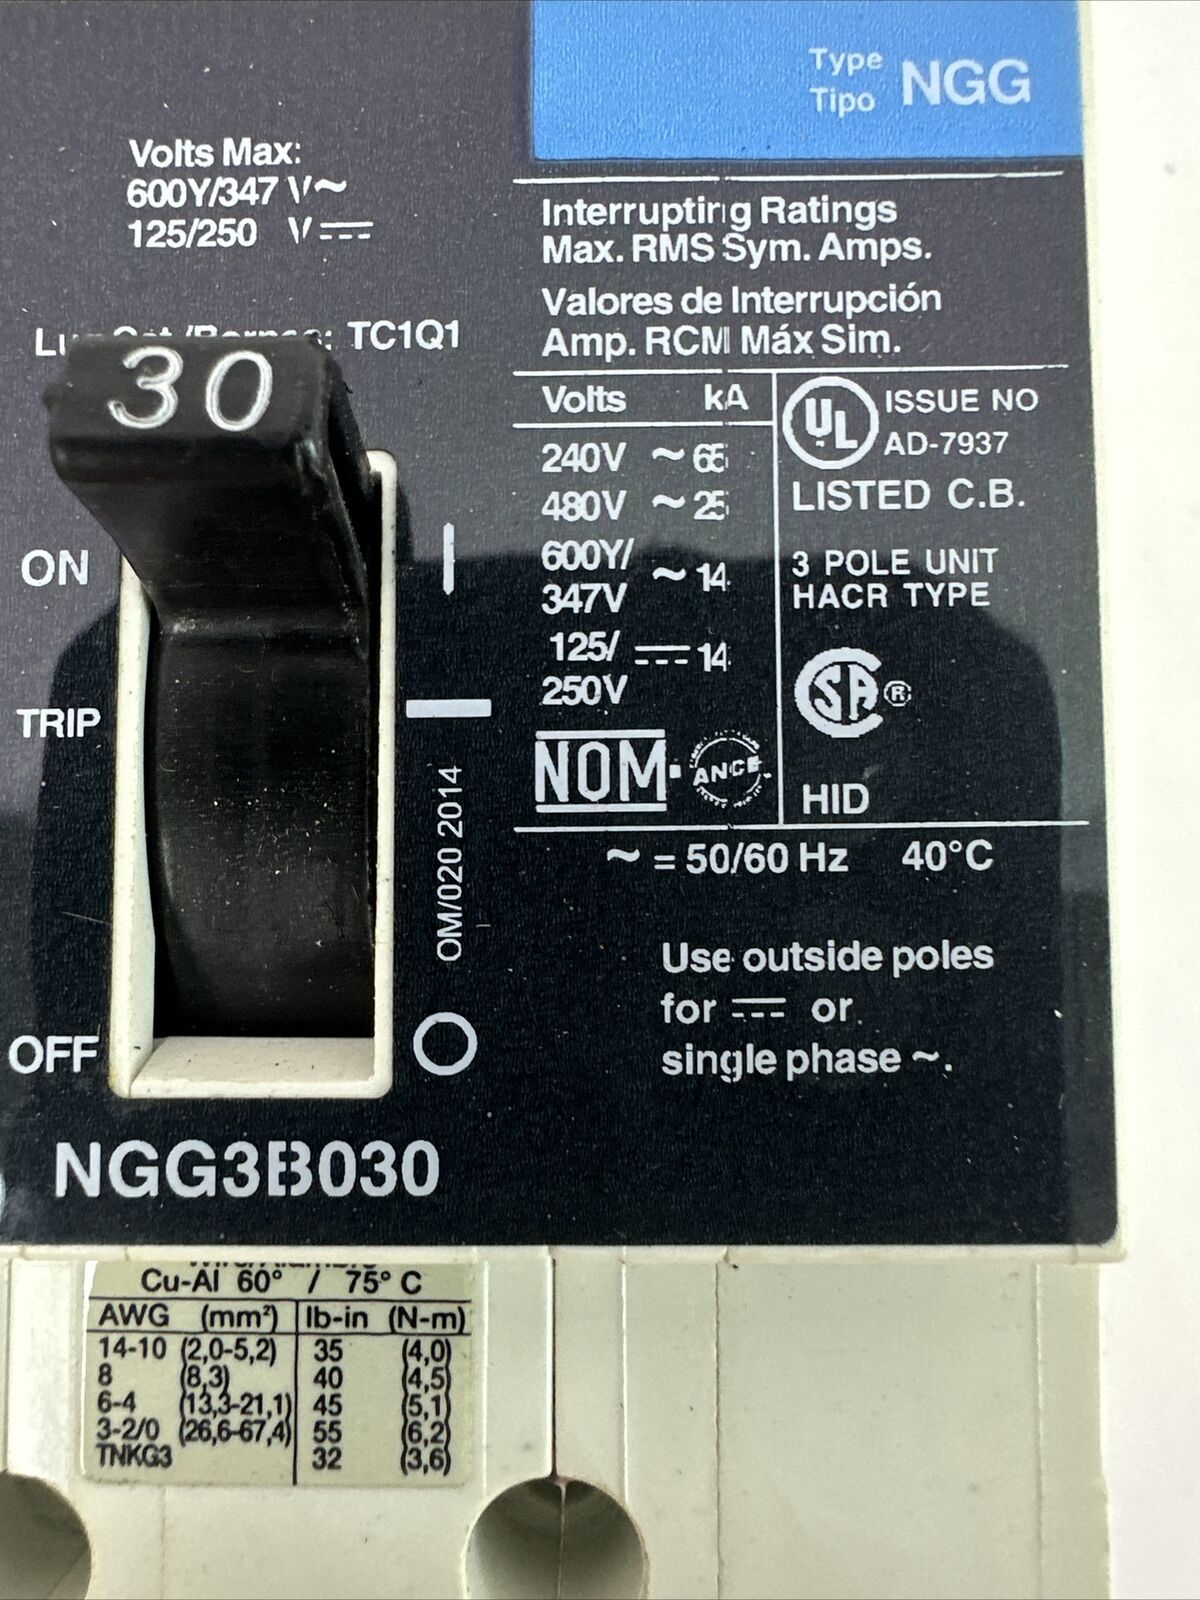 Type
Tipo NGG
Volts Max:
600Y/347 V~
125/250 V⎓
TC1Q1
30
ON
TRIP
OFF
OM/020 2014
Interrupting Ratings
Max. RMS Sym. Amps.
Valores de Interrupción
Amp. RCM Máx Sim.
Volts kA
240V ~ 65
480V ~ 25
600Y/
347V ~ 14
125/
250V ⎓ 14
NOM ANCE
UL ISSUE NO
AD-7937
LISTED C.B.
3 POLE UNIT
HACR TYPE
SA ®
HID
~ = 50/60 Hz 40°C
Use outside poles
for ⎓ or
single phase ~.
NGG3B030
Cu-Al 60° / 75° C
AWG (mm²) lb-in (N-m)
14-10 (2,0-5,2) 35 (4,0)
8 (8,3) 40 (4,5)
6-4 (13,3-21,1) 45 (5,1)
3-2/0 (26,6-67,4) 55 (6,2)
TNKG3 32 (3,6)